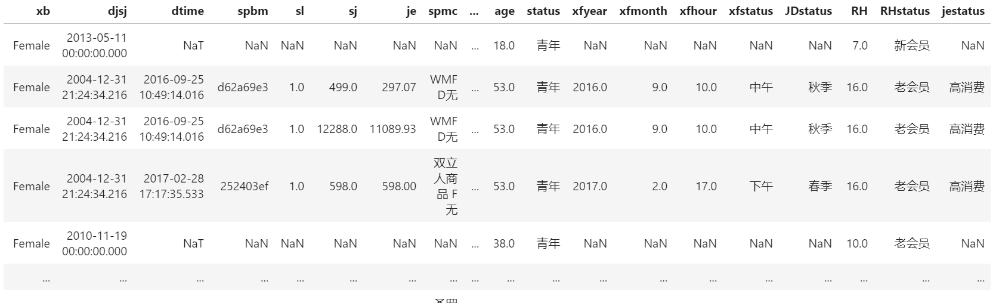 xb djsj dtime spbm sl sj je spmc ... age status xfyear xfmonth xfhour xfstatus JDstatus RH RHstatus jestatus
Female 2013-05-11 00:00:00.000 NaT NaN NaN NaN NaN NaN ... 18.0 青年 NaN NaN NaN NaN NaN 7.0 新会员 NaN
Female 2004-12-31 21:24:34.216 2016-09-25 10:49:14.016 d62a69e3 1.0 499.0 297.07 WMF D无 ... 53.0 青年 2016.0 9.0 10.0 中午 秋季 16.0 老会员 高消费
Female 2004-12-31 21:24:34.216 2016-09-25 10:49:14.016 d62a69e3 1.0 12288.0 11089.93 WMF D无 ... 53.0 青年 2016.0 9.0 10.0 中午 秋季 16.0 老会员 高消费
Female 2004-12-31 21:24:34.216 2017-02-28 17:17:35.533 252403ef 1.0 598.0 598.00 双立人商品 F无 ... 53.0 青年 2017.0 2.0 17.0 下午 春季 16.0 老会员 高消费
Female 2010-11-19 00:00:00.000 NaT NaN NaN NaN NaN NaN ... 38.0 青年 NaN NaN NaN NaN NaN 10.0 老会员 NaN
... ... ... ... ... ... ... ... ... ... ... ... ... ... ... ... ... ... ...